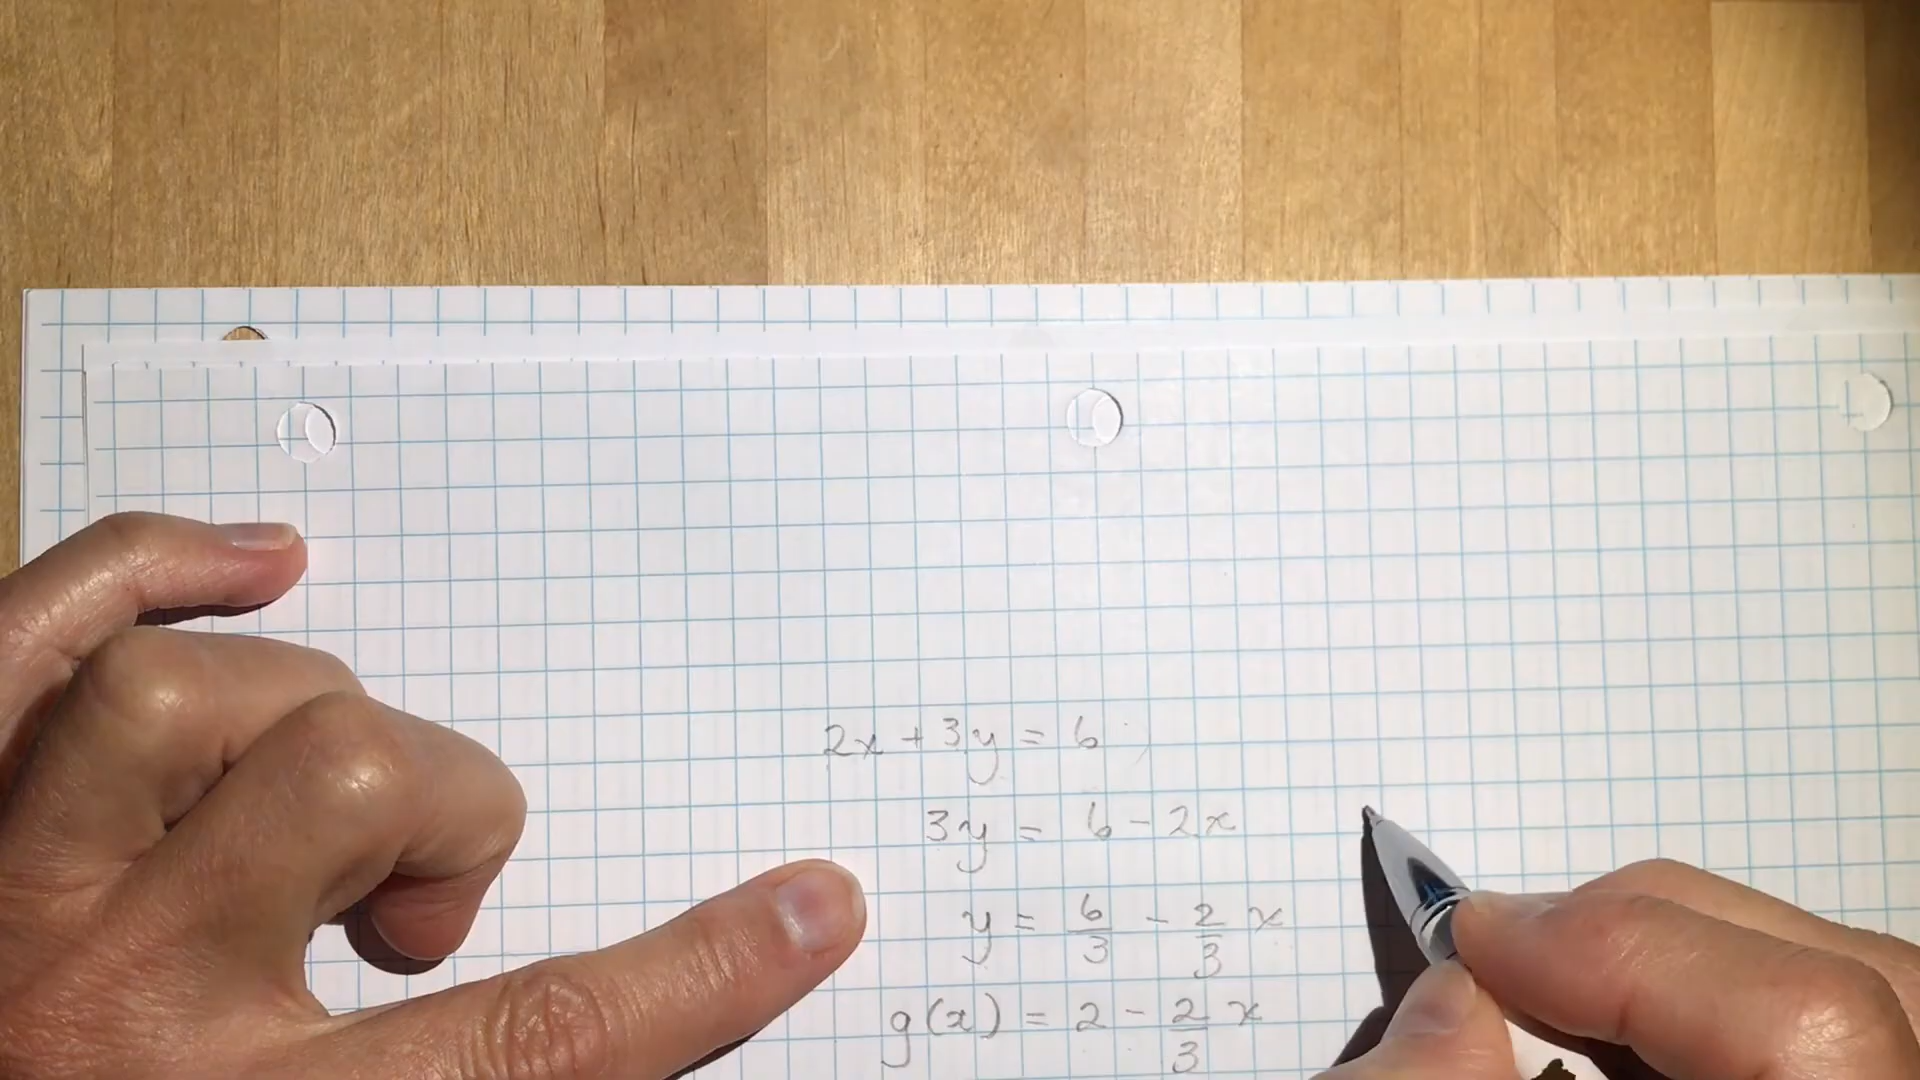 2x + 3y = 6
3y = 6 - 2x
y = 6/3 - 2/3 x
g(x) = 2 - 2/3 x